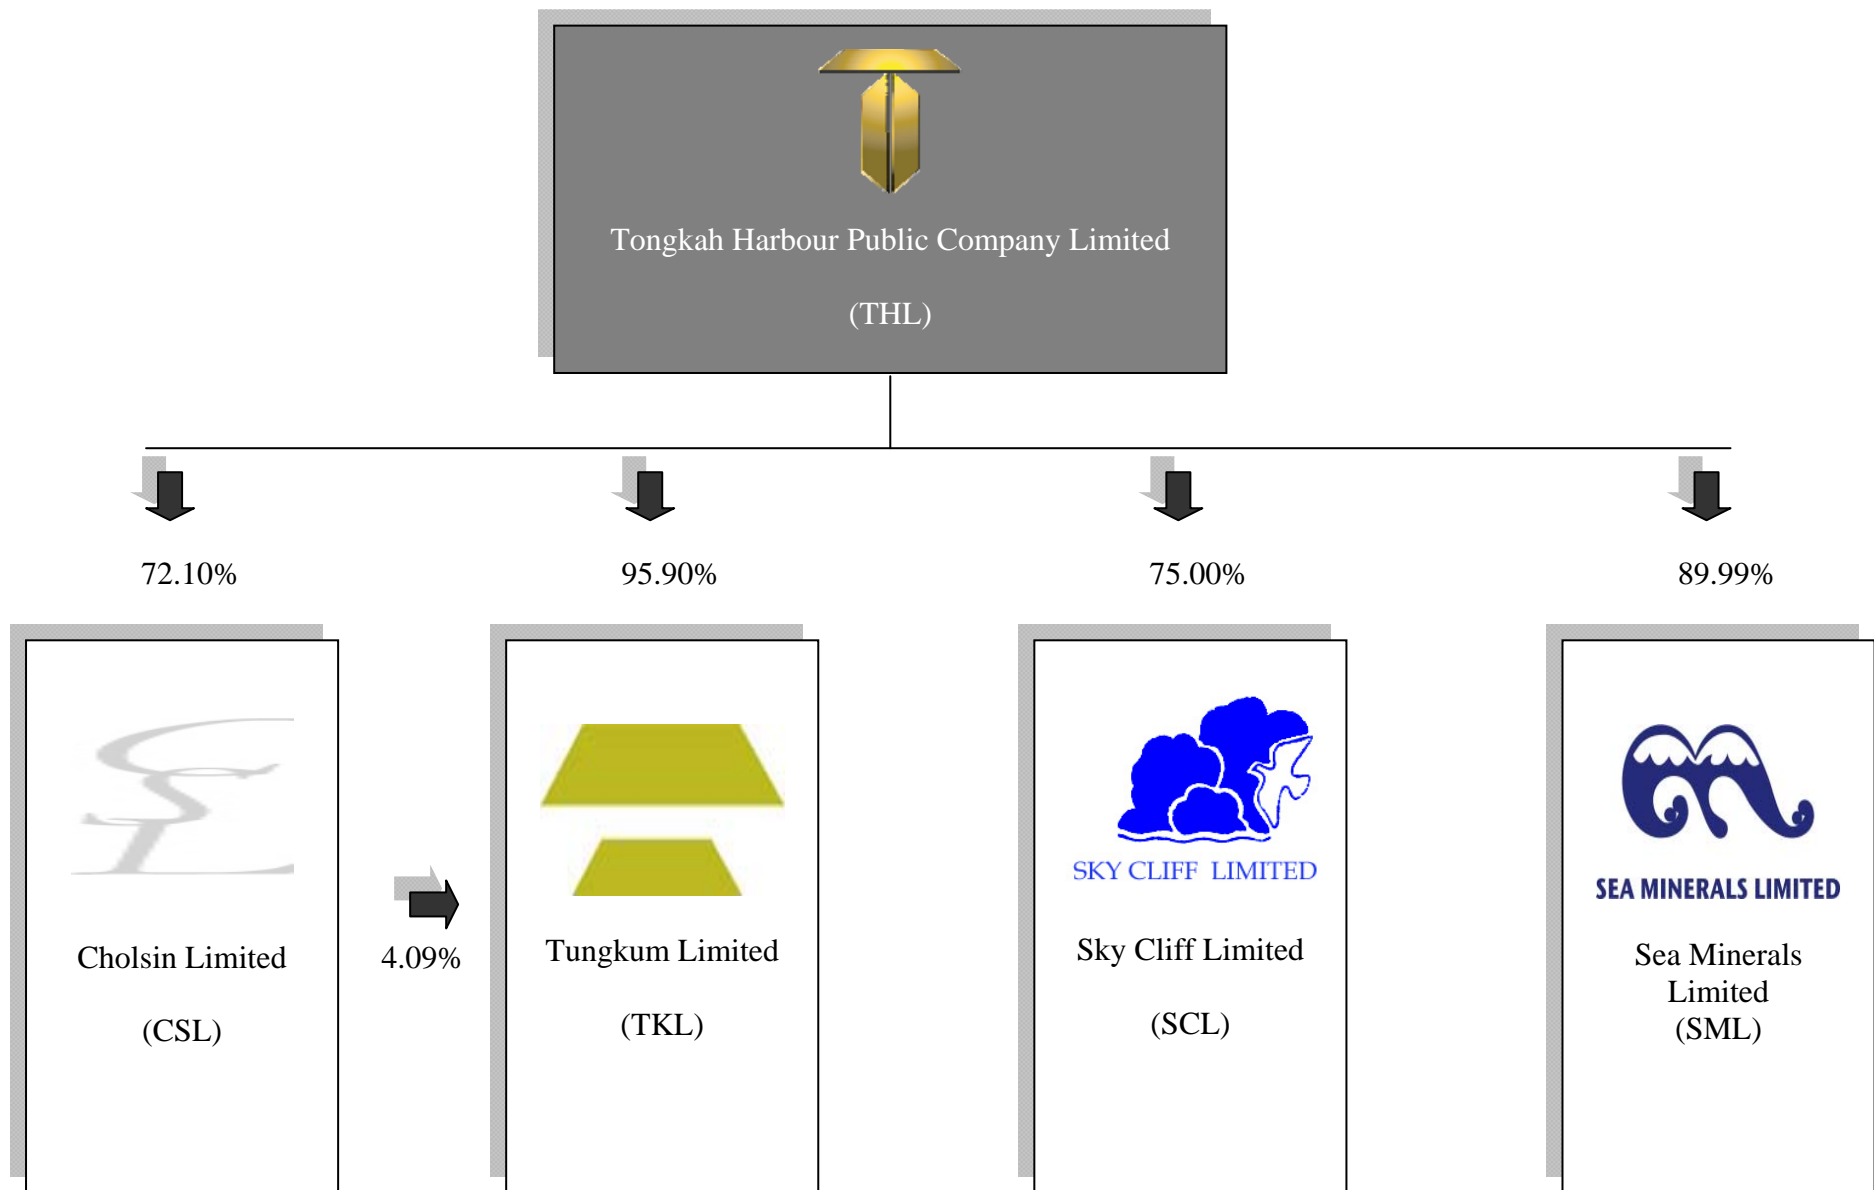 Tongkah Harbour Public Company Limited
(THL)
72.10%
95.90%
75.00%
89.99%
SKY CLIFF LIMITED
SEA MINERALS LIMITED
Cholsin Limited
(CSL)
4.09%
Tungkum Limited
(TKL)
Sky Cliff Limited
(SCL)
Sea Minerals
Limited
(SML)